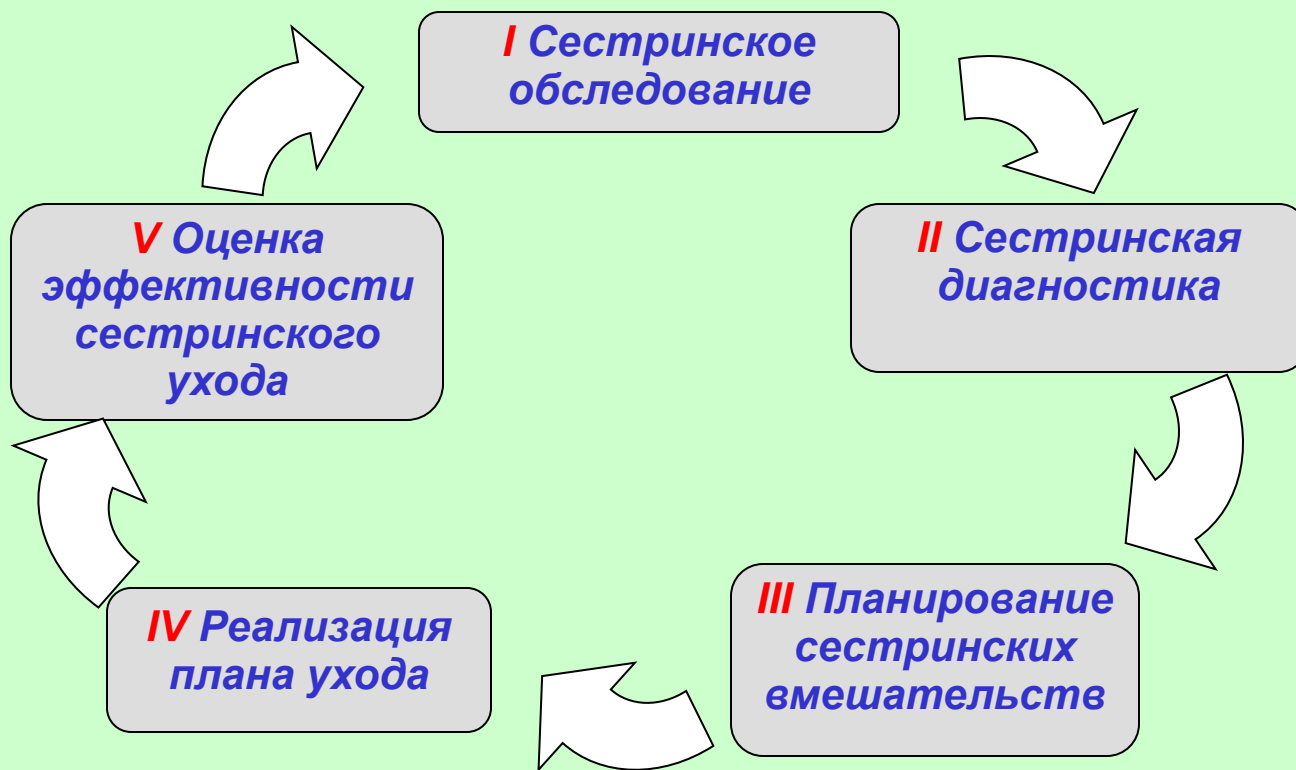 I Сестринское
обследование
II Сестринская
диагностика
III Планирование
сестринских
вмешательств
IV Реализация
плана ухода
V Оценка
эффективности
сестринского
ухода